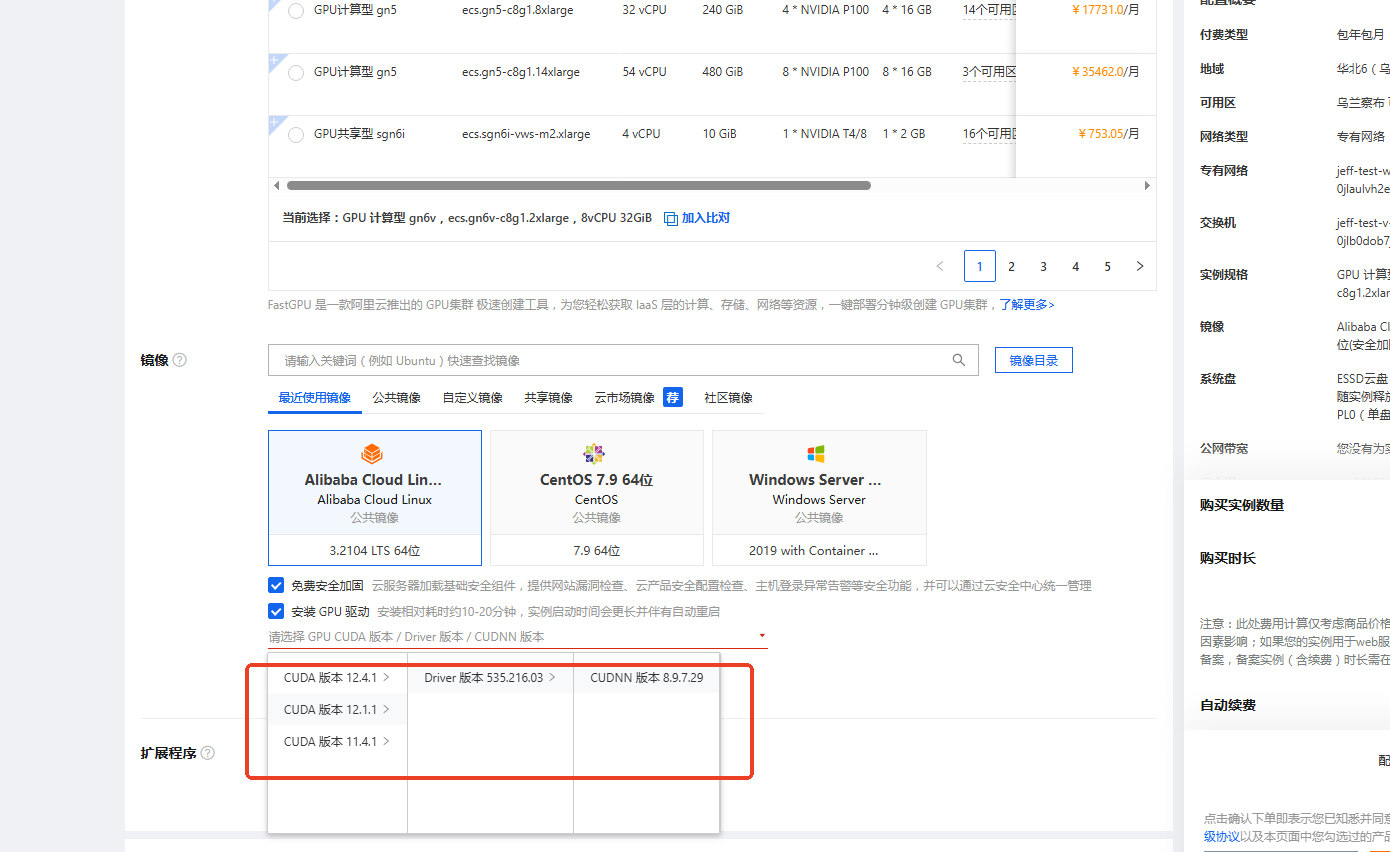 配置概要
GPU计算型 gn5 ecs.gn5-c8g1.8xlarge 32 vCPU 240 GiB 4 * NVIDIA P100 4 * 16 GB 14个可用区 ¥17731.0/月
付费类型 包年包月
GPU计算型 gn5 ecs.gn5-c8g1.14xlarge 54 vCPU 480 GiB 8 * NVIDIA P100 8 * 16 GB 3个可用区 ¥35462.0/月
地域 华北6（乌
可用区 乌兰察布
GPU共享型 sgn6i ecs.sgn6i-vws-m2.xlarge 4 vCPU 10 GiB 1 * NVIDIA T4/8 1 * 2 GB 16个可用区 ¥753.05/月
网络类型 专有网络
专有网络 jeff-test-w
0jlaulvh2e
当前选择：GPU 计算型 gn6v，ecs.gn6v-c8g1.2xlarge，8vCPU 32GiB 加入比对
交换机 jeff-test-v-
0jlb0dob7j
< 1 2 3 4 5 >
实例规格 GPU 计算型
c8g1.2xlar
FastGPU 是一款阿里云推出的 GPU集群 极速创建工具，为您轻松获取 IaaS 层的计算、存储、网络等资源，一键部署分钟级创建 GPU集群，了解更多>
镜像 Alibaba Cl
位(安全加固
镜像 ? 请输入关键词（例如 Ubuntu）快速查找镜像 镜像目录
系统盘 ESSD云盘
随实例释放
PL0（单盘
最近使用镜像 公共镜像 自定义镜像 共享镜像 云市场镜像 荐 社区镜像
公网带宽 您没有为实
Alibaba Cloud Lin... CentOS 7.9 64位 Windows Server ...
Alibaba Cloud Linux CentOS Windows Server
公共镜像 公共镜像 公共镜像
3.2104 LTS 64位 7.9 64位 2019 with Container ...
购买实例数量
购买时长
免费安全加固 云服务器加载基础安全组件，提供网站漏洞检查、云产品安全配置检查、主机登录异常告警等安全功能，并可以通过云安全中心统一管理
安装 GPU 驱动 安装相对耗时约10-20分钟，实例启动时间会更长并伴有自动重启
请选择 GPU CUDA 版本 / Driver 版本 / CUDNN 版本
注意：此处费用计算仅考虑商品价格
因素影响；如果您的实例用于web服
备案，备案实例（含续费）时长需在
CUDA 版本 12.4.1 > Driver 版本 535.216.03 > CUDNN 版本 8.9.7.29
CUDA 版本 12.1.1 >
CUDA 版本 11.4.1 >
自动续费
扩展程序 ?
配
点击确认下单即表示您已知悉并同意
级协议以及本页面中您勾选过的产品